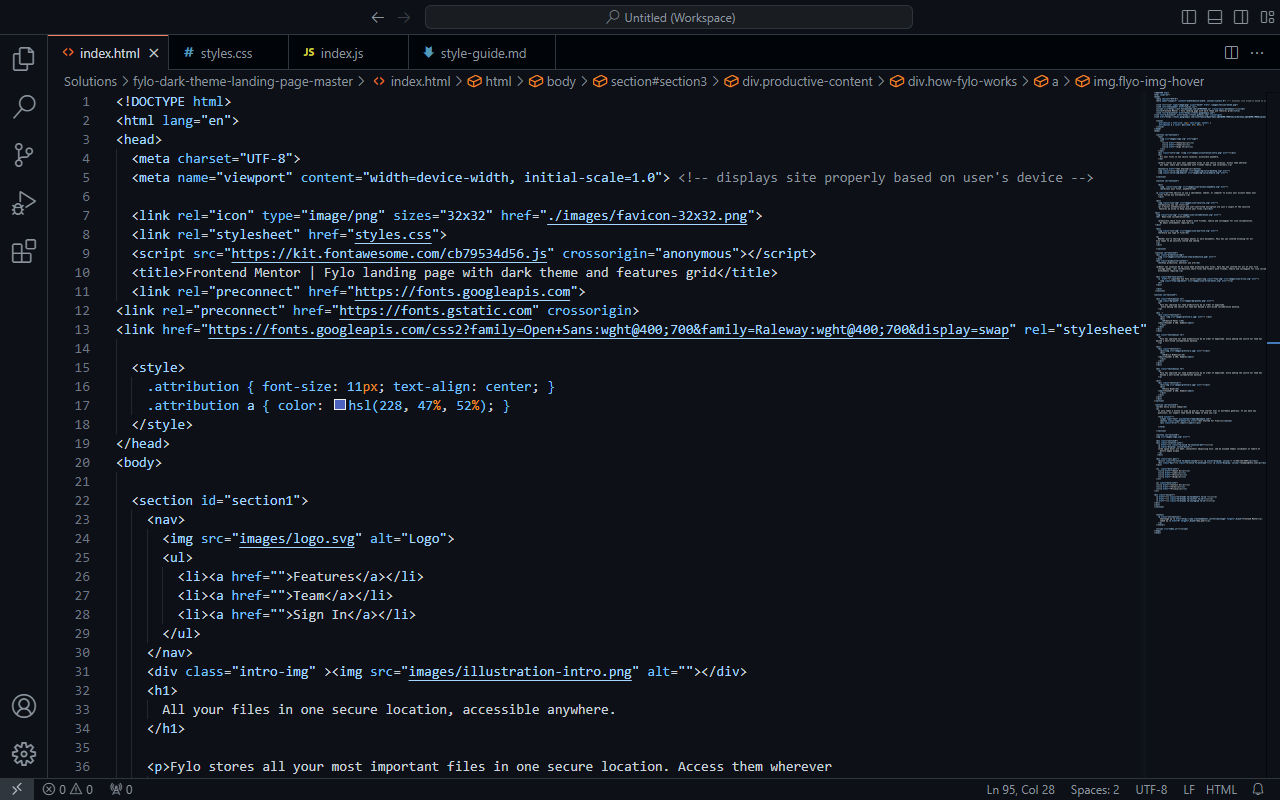 Untitled (Workspace)
index.html
styles.css
JS index.js
style-guide.md
Solutions > fylo-dark-theme-landing-page-master > index.html > html > body > section#section3 > div.productive-content > div.how-fylo-works > a > img.flyo-img-hover
1 <!DOCTYPE html>
2 <html lang="en">
3 <head>
4 <meta charset="UTF-8">
5 <meta name="viewport" content="width=device-width, initial-scale=1.0"> <!-- displays site properly based on user's device -->
6
7 <link rel="icon" type="image/png" sizes="32x32" href="./images/favicon-32x32.png">
8 <link rel="stylesheet" href="styles.css">
9 <script src="https://kit.fontawesome.com/cb79534d56.js" crossorigin="anonymous"></script>
10 <title>Frontend Mentor | Fylo landing page with dark theme and features grid</title>
11 <link rel="preconnect" href="https://fonts.googleapis.com">
12 <link rel="preconnect" href="https://fonts.gstatic.com" crossorigin>
13 <link href="https://fonts.googleapis.com/css2?family=Open+Sans:wght@400;700&family=Raleway:wght@400;700&display=swap" rel="stylesheet"
14
15 <style>
16 .attribution { font-size: 11px; text-align: center; }
17 .attribution a { color: hsl(228, 47%, 52%); }
18 </style>
19 </head>
20 <body>
21
22 <section id="section1">
23 <nav>
24 <img src="images/logo.svg" alt="Logo">
25 <ul>
26 <li><a href="">Features</a></li>
27 <li><a href="">Team</a></li>
28 <li><a href="">Sign In</a></li>
29 </ul>
30 </nav>
31 <div class="intro-img" ><img src="images/illustration-intro.png" alt=""></div>
32 <h1>
33 All your files in one secure location, accessible anywhere.
34 </h1>
35
36 <p>Fylo stores all your most important files in one secure location. Access them wherever
0 0 0
Ln 95, Col 28 Spaces: 2 UTF-8 LF HTML